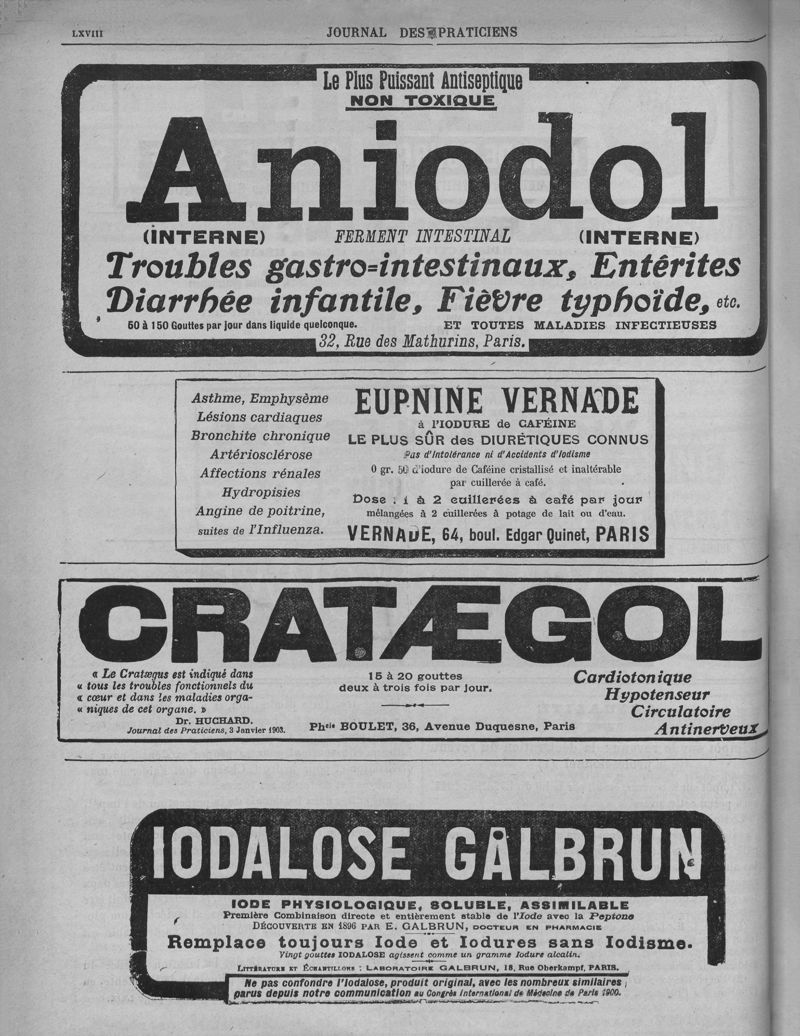 LXVIII
JOURNAL DES PRATICIENS
Le Plus Puissant Antiseptique
NON TOXIQUE
Aniodol
(INTERNE) FERMENT INTESTINAL (INTERNE)
Troubles gastro=intestinaux, Entérites
Diarrhée infantile, Fièvre typhoïde, etc.
50 à 150 Gouttes par jour dans liquide quelconque. ET TOUTES MALADIES INFECTIEUSES
32, Rue des Mathurins, Paris.
Asthme, Emphysème
Lésions cardiaques
Bronchite chronique
Artériosclérose
Affections rénales
Hydropisies
Angine de poitrine,
suites de l'Influenza.
EUPNINE VERNADE
à l'IODURE de CAFÉINE
LE PLUS SÛR des DIURÉTIQUES CONNUS
Pas d'Intolérance ni d'Accidents d'Iodisme
0 gr. 50 d'iodure de Caféine cristallisé et inaltérable
par cuillerée à café.
Dose : 1 à 2 cuillerées à café par jour
mélangées à 2 cuillerées à potage de lait ou d'eau.
VERNADE, 64, boul. Edgar Quinet, PARIS
CRATÆGOL
« Le Cratægus est indiqué dans
« tous les troubles fonctionnels du
« cœur et dans les maladies orga-
« niques de cet organe. »
Dr. HUCHARD.
Journal des Praticiens, 3 Janvier 1903.
15 à 20 gouttes
deux à trois fois par jour.
Phcie BOULET, 36, Avenue Duquesne, Paris
Cardiotonique
Hypotenseur
Circulatoire
Antinerveux
IODALOSE GALBRUN
IODE PHYSIOLOGIQUE, SOLUBLE, ASSIMILABLE
Première Combinaison directe et entièrement stable de l'Iode avec la Peptone
DÉCOUVERTE EN 1896 PAR E. GALBRUN, DOCTEUR EN PHARMACIE
Remplace toujours Iode et Iodures sans Iodisme.
Vingt gouttes IODALOSE agissent comme un gramme Iodure alcalin.
LITTÉRATURE ET ÉCHANTILLONS : LABORATOIRE GALBRUN, 18, Rue Oberkampf, PARIS.
Ne pas confondre l'Iodalose, produit original, avec les nombreux similaires
parus depuis notre communication au Congrès International de Médecine de Paris 1900.